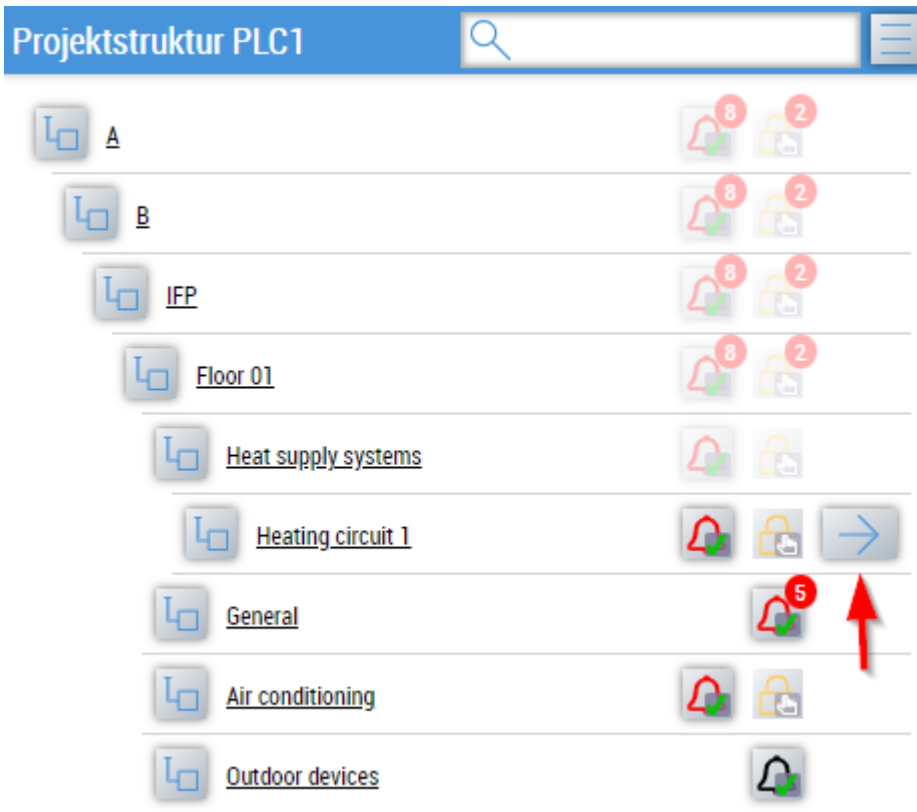 Projektstruktur PLC1
A 8 2
B 8 2
IFP 8 2
Floor 01 8 2
Heat supply systems
Heating circuit 1
General 5
Air conditioning
Outdoor devices